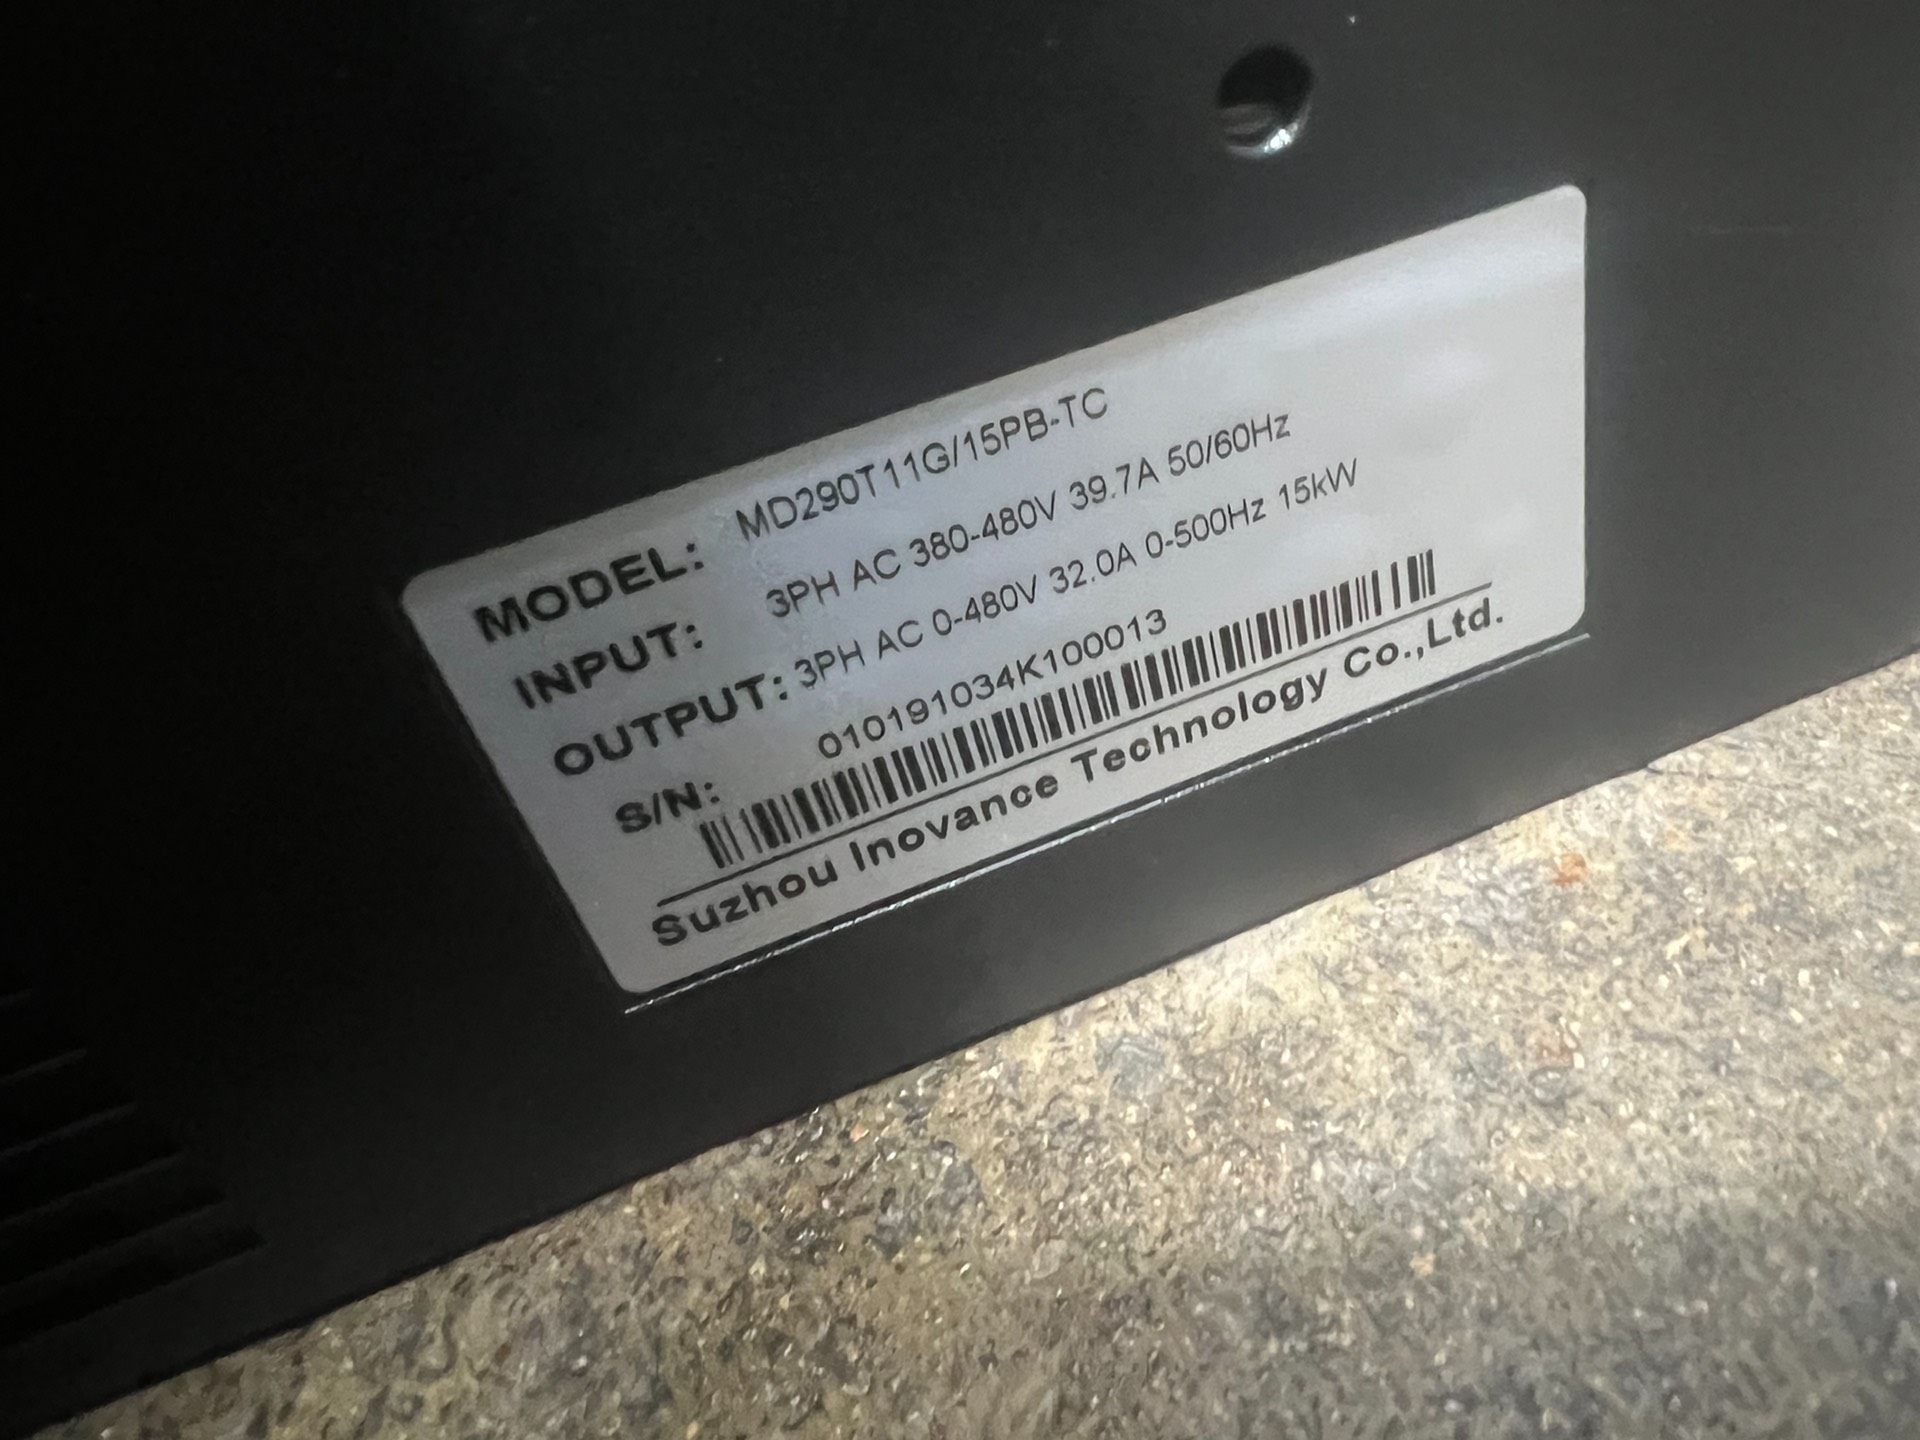 MODEL: MD290T11G/15PB-TC
INPUT: 3PH AC 380-480V 39.7A 50/60Hz
OUTPUT: 3PH AC 0-480V 32.0A 0-500Hz 15kW
S/N: 010191034K100013
Suzhou Inovance Technology Co.,Ltd.